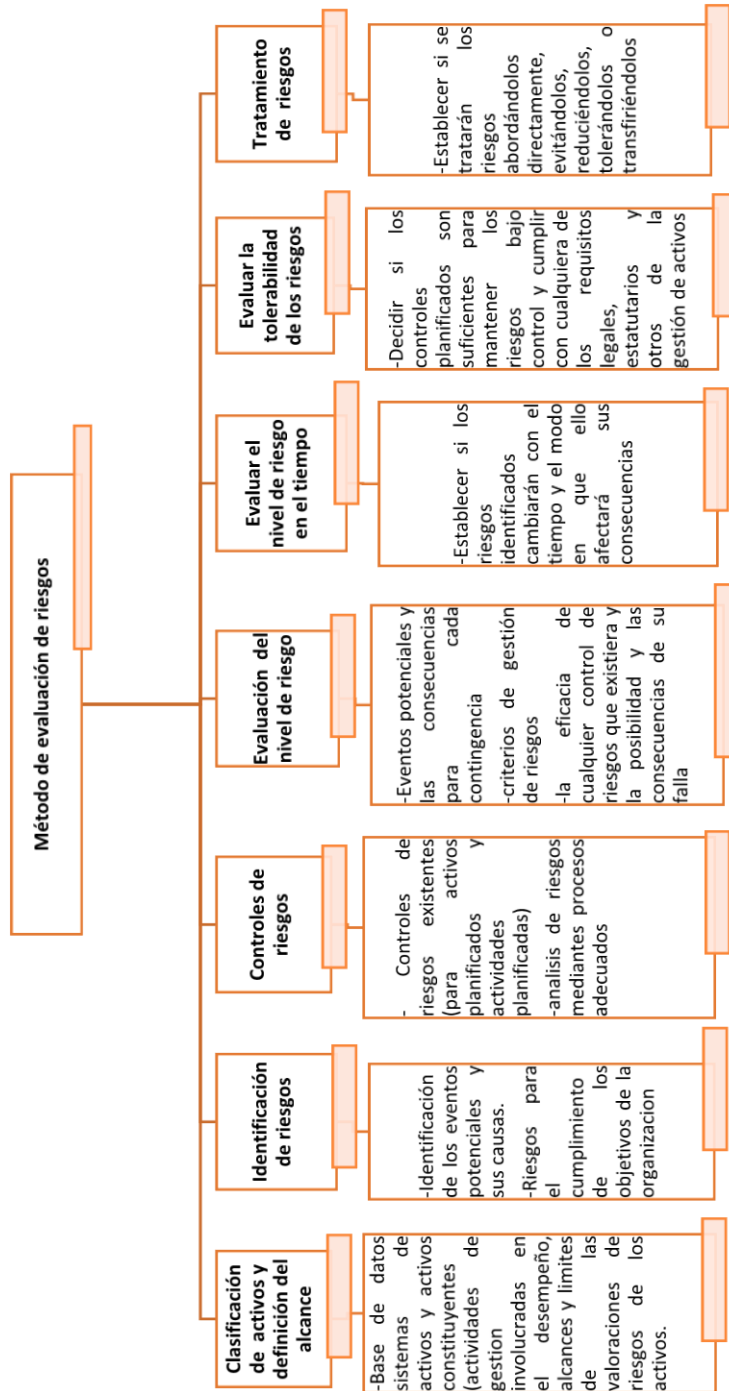 Método de evaluación de riesgos
Clasificación
de activos y
definición del
alcance
-Base de datos
sistemas de
activos y activos
constituyentes
(actividades de
gestion
involucradas en
el desempeño,
alcances y limites
de las
valoraciones de
riesgos de los
activos.
Identificación
de riesgos
-Identificación
de los eventos
potenciales y
sus causas.
-Riesgos para
el
cumplimiento
de los
objetivos de la
organizacion
Controles de
riesgos
- Controles de
riesgos existentes
(para activos
planificados y
actividades
planificadas)
-analisis de riesgos
mediantes procesos
adecuados
Evaluación del
nivel de riesgo
-Eventos potenciales y
las consecuencias
para cada
contingencia
-criterios de gestión
de riesgos
-la eficacia de
cualquier control de
riesgos que existiera y
la posibilidad y las
consecuencias de su
falla
Evaluar el
nivel de riesgo
en el tiempo
-Establecer si los
riesgos
identificados
cambiarán con el
tiempo y el modo
en que ello
afectará sus
consecuencias
Evaluar la
tolerabilidad
de los riesgos
-Decidir si los
controles
planificados son
suficientes para
mantener los
riesgos bajo
control y cumplir
con cualquiera de
los requisitos
legales,
estatutarios y
otros de la
gestión de activos
Tratamiento
de riesgos
-Establecer si se
tratarán los
riesgos
abordándolos
directamente,
evitándolos,
reduciéndolos,
tolerándolos o
transfiriéndolos